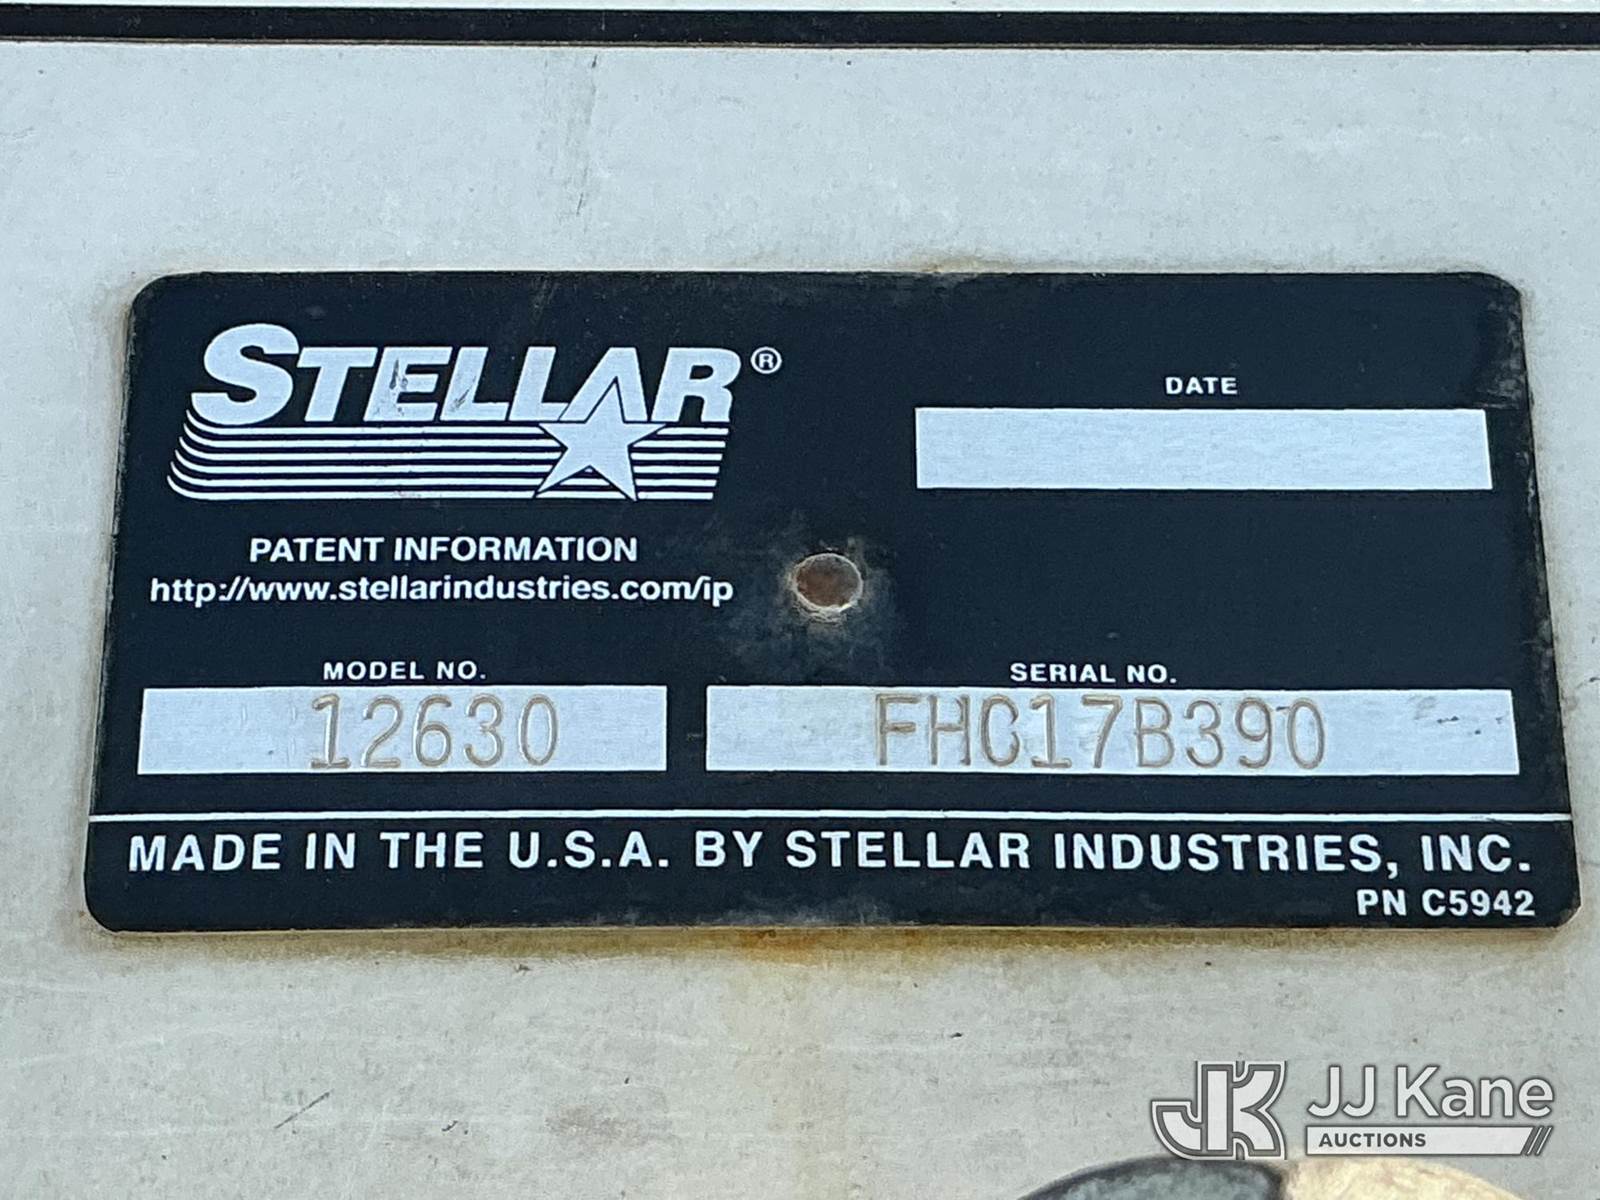 STELLAR®
DATE
PATENT INFORMATION
http://www.stellarindustries.com/ip
MODEL NO.
12630
SERIAL NO.
FHC17B390
MADE IN THE U.S.A. BY STELLAR INDUSTRIES, INC.
PN C5942
JK JJ Kane
AUCTIONS